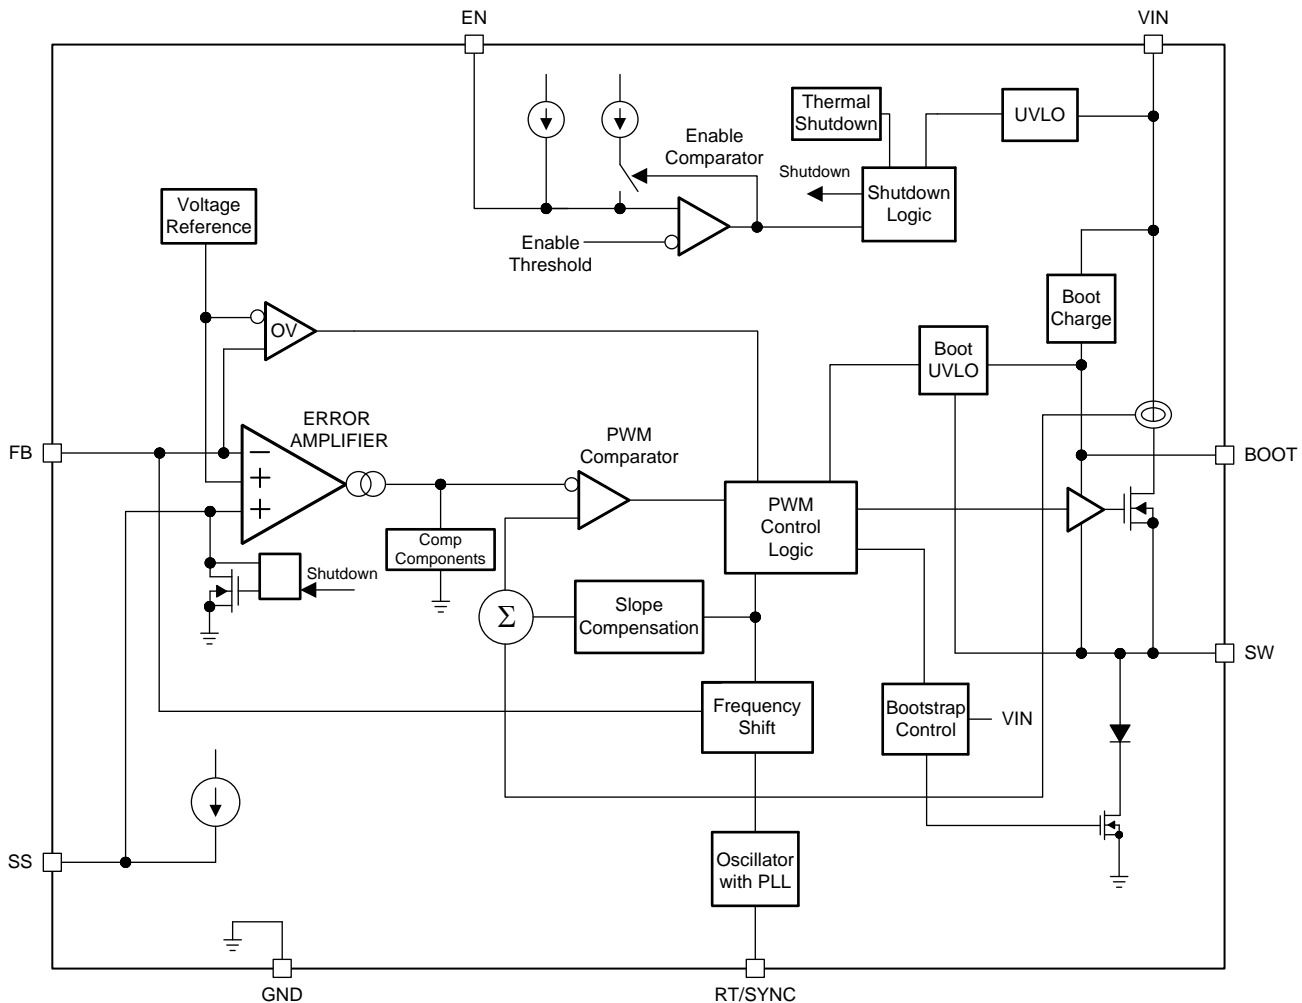 EN
VIN
Thermal
Shutdown
UVLO
Enable
Comparator
Shutdown
Shutdown
Logic
Voltage
Reference
Enable
Threshold
Boot
Charge
OV
Boot
UVLO
ERROR
AMPLIFIER
FB
PWM
Comparator
BOOT
−
+
+
PWM
Control
Logic
Comp
Components
Shutdown
Σ
Slope
Compensation
SW
Frequency
Shift
Bootstrap
Control
VIN
SS
Oscillator
with PLL
GND
RT/SYNC